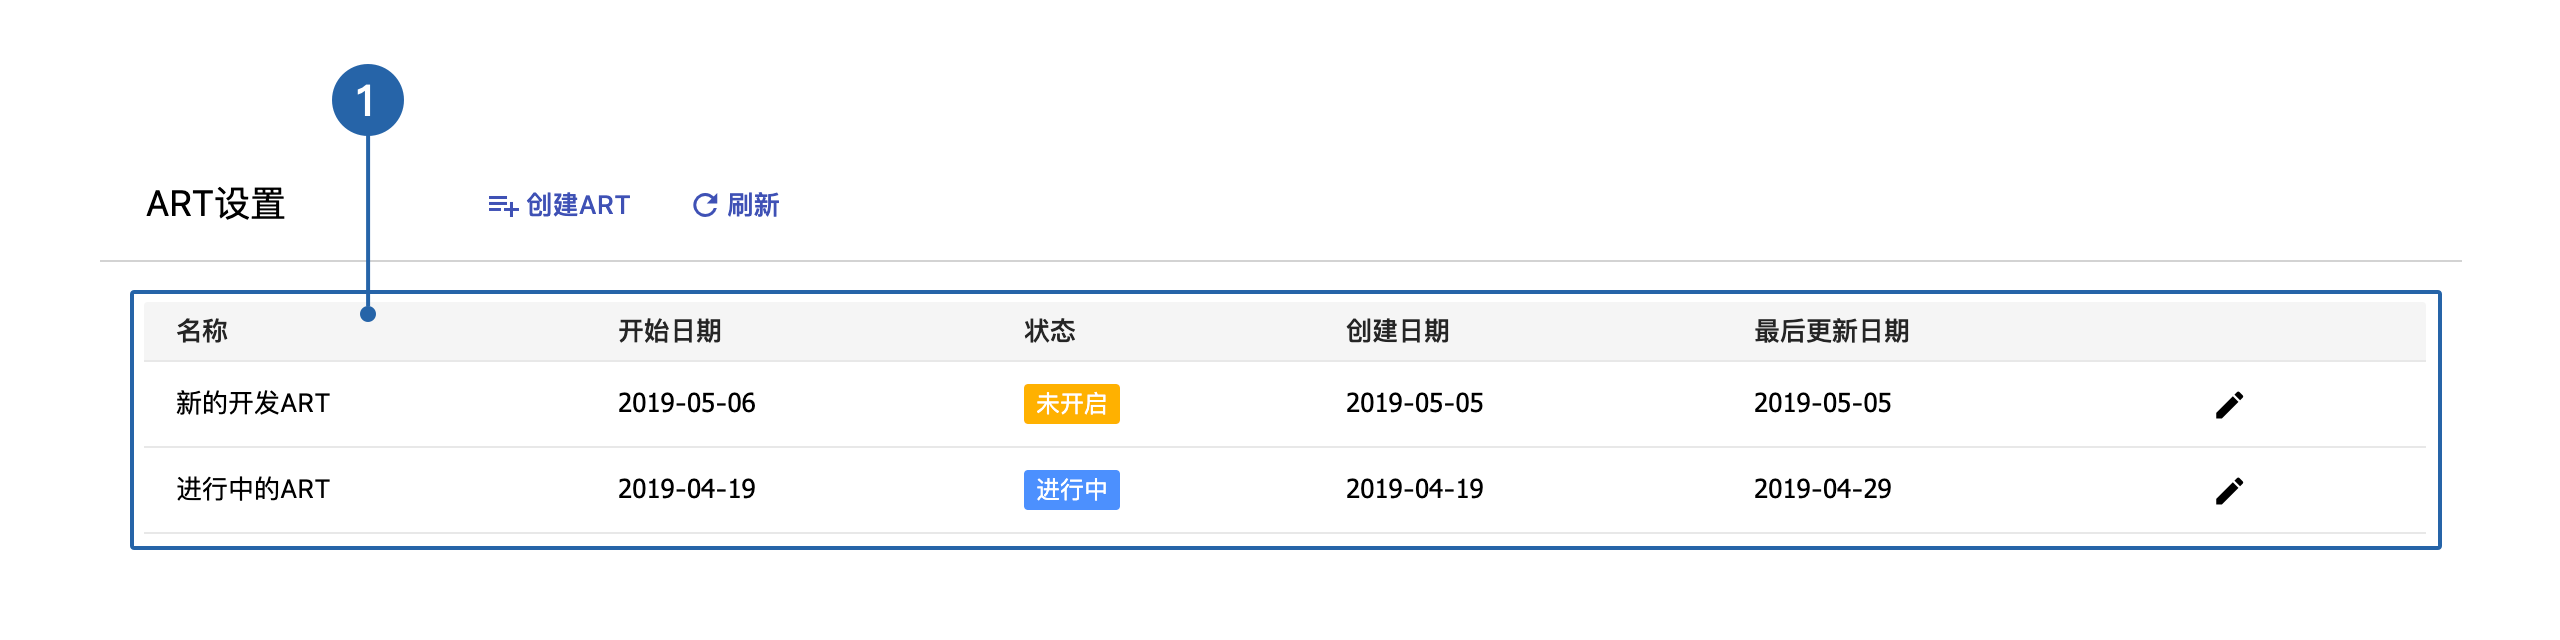 1
ART设置 创建ART 刷新
名称 开始日期 状态 创建日期 最后更新日期
新的开发ART 2019-05-06 未开启 2019-05-05 2019-05-05
进行中的ART 2019-04-19 进行中 2019-04-19 2019-04-29